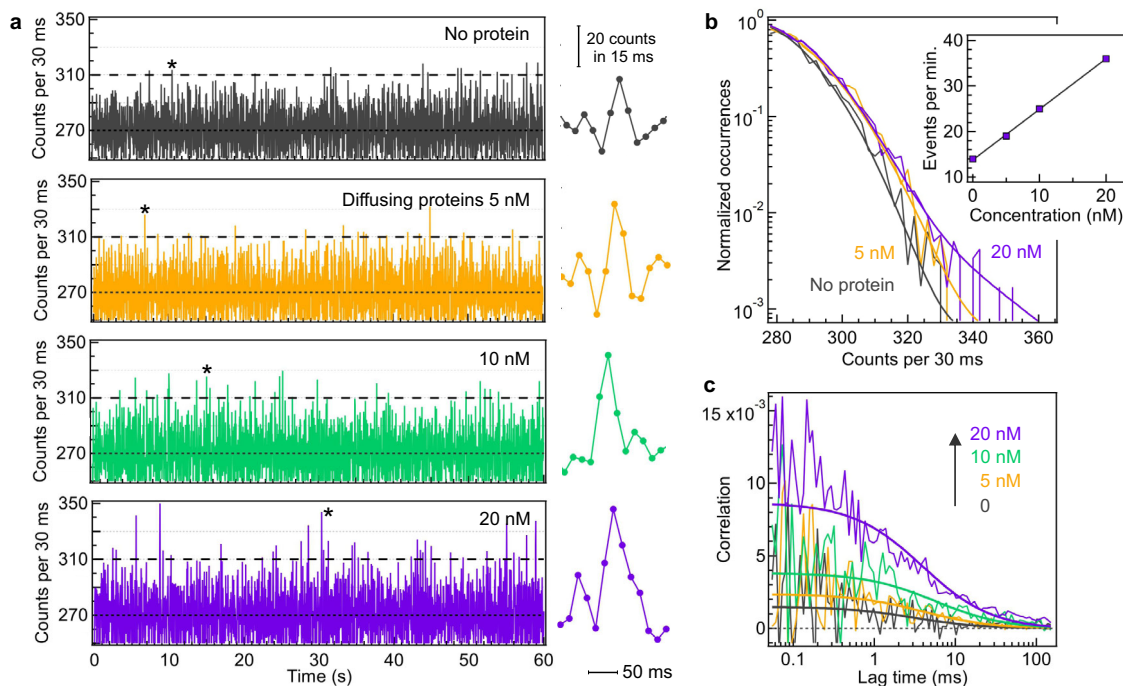 a
350
310
270
Counts per 30 ms
No protein
*
20 counts
in 15 ms
350
310
270
Counts per 30 ms
Diffusing proteins 5 nM
*
350
310
270
Counts per 30 ms
10 nM
*
350
310
270
Counts per 30 ms
20 nM
*
0 10 20 30 40 50 60
Time (s)
50 ms
b
10^0
10^-1
10^-2
10^-3
Normalized occurrences
5 nM
20 nM
No protein
280 300 320 340 360
Counts per 30 ms
40
30
20
10
Events per min.
0 10 20
Concentration (nM)
c
15 x10^-3
10
5
0
Correlation
20 nM
10 nM
5 nM
0
0.1 1 10 100
Lag time (ms)